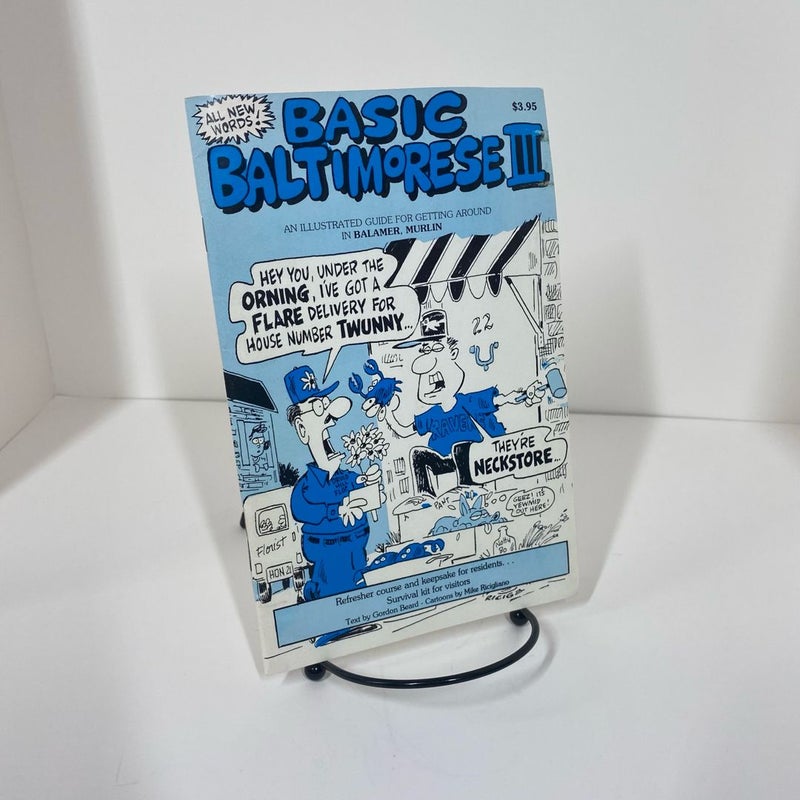 ALL NEW
WORDS!
$3.95
BASIC
BALTIMORESE III
AN ILLUSTRATED GUIDE FOR GETTING AROUND
IN BALAMER, MURLIN
HEY YOU, UNDER THE
ORNING, I'VE GOT A
FLARE DELIVERY FOR
HOUSE NUMBER TWUNNY...
22
RAVENS
THEY'RE
NECKSTORE...
PANT
GEEZ! ITS
YEWMID
OUT HERE!
Florist
HON 21
Refresher course and keepsake for residents. . .
Survival kit for visitors
Text by Gordon Beard - Cartoons by Mike Ricigliano